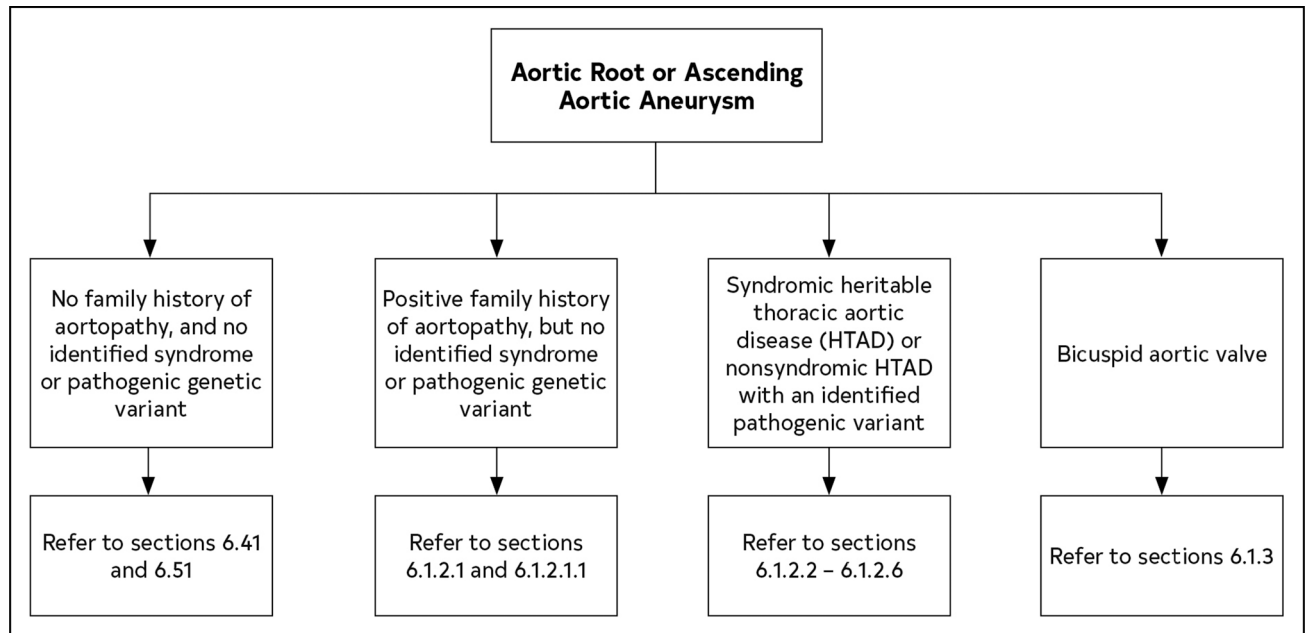 Aortic Root or Ascending
Aortic Aneurysm
No family history of
aortopathy, and no
identified syndrome
or pathogenic genetic
variant
Positive family history
of aortopathy, but no
identified syndrome
or pathogenic genetic
variant
Syndromic heritable
thoracic aortic
disease (HTAD) or
nonsyndromic HTAD
with an identified
pathogenic variant
Bicuspid aortic valve
Refer to sections 6.41
and 6.51
Refer to sections
6.1.2.1 and 6.1.2.1.1
Refer to sections
6.1.2.2 – 6.1.2.6
Refer to sections 6.1.3